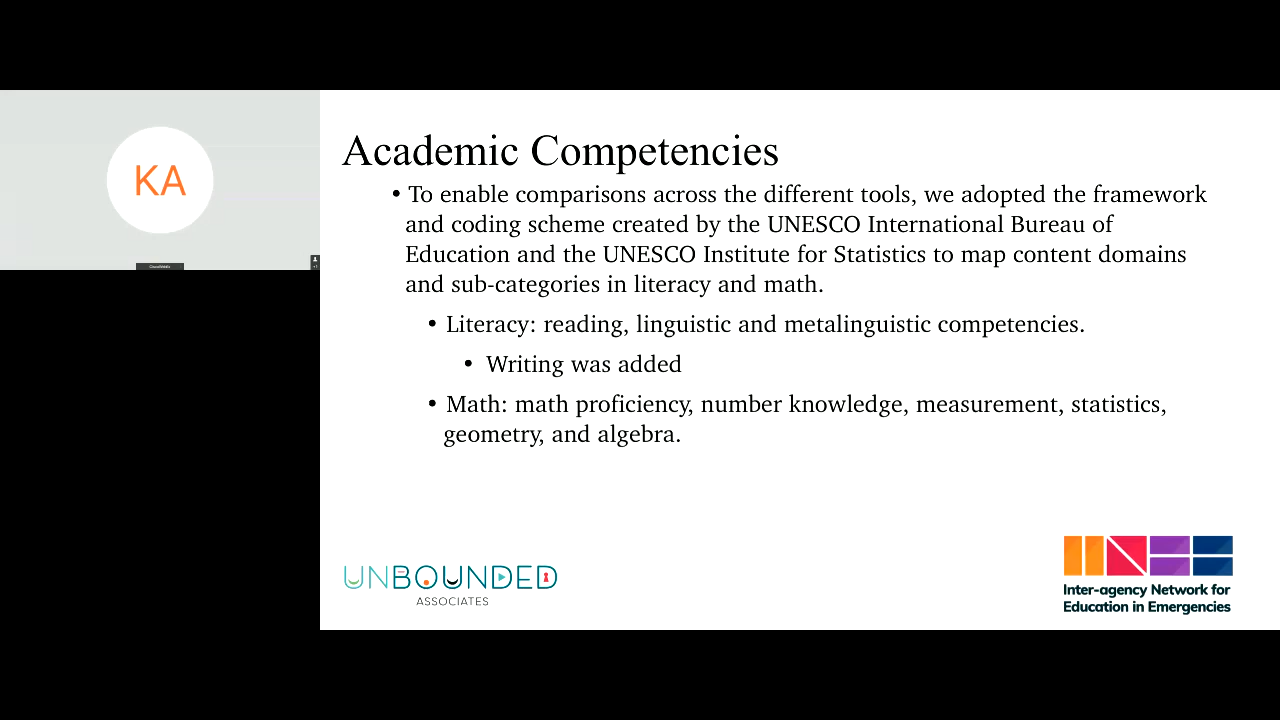 KA
Academic Competencies
• To enable comparisons across the different tools, we adopted the framework
and coding scheme created by the UNESCO International Bureau of
Education and the UNESCO Institute for Statistics to map content domains
and sub-categories in literacy and math.
• Literacy: reading, linguistic and metalinguistic competencies.
• Writing was added
• Math: math proficiency, number knowledge, measurement, statistics,
geometry, and algebra.
UNBOUNDED
ASSOCIATES
INEE
Inter-agency Network for
Education in Emergencies